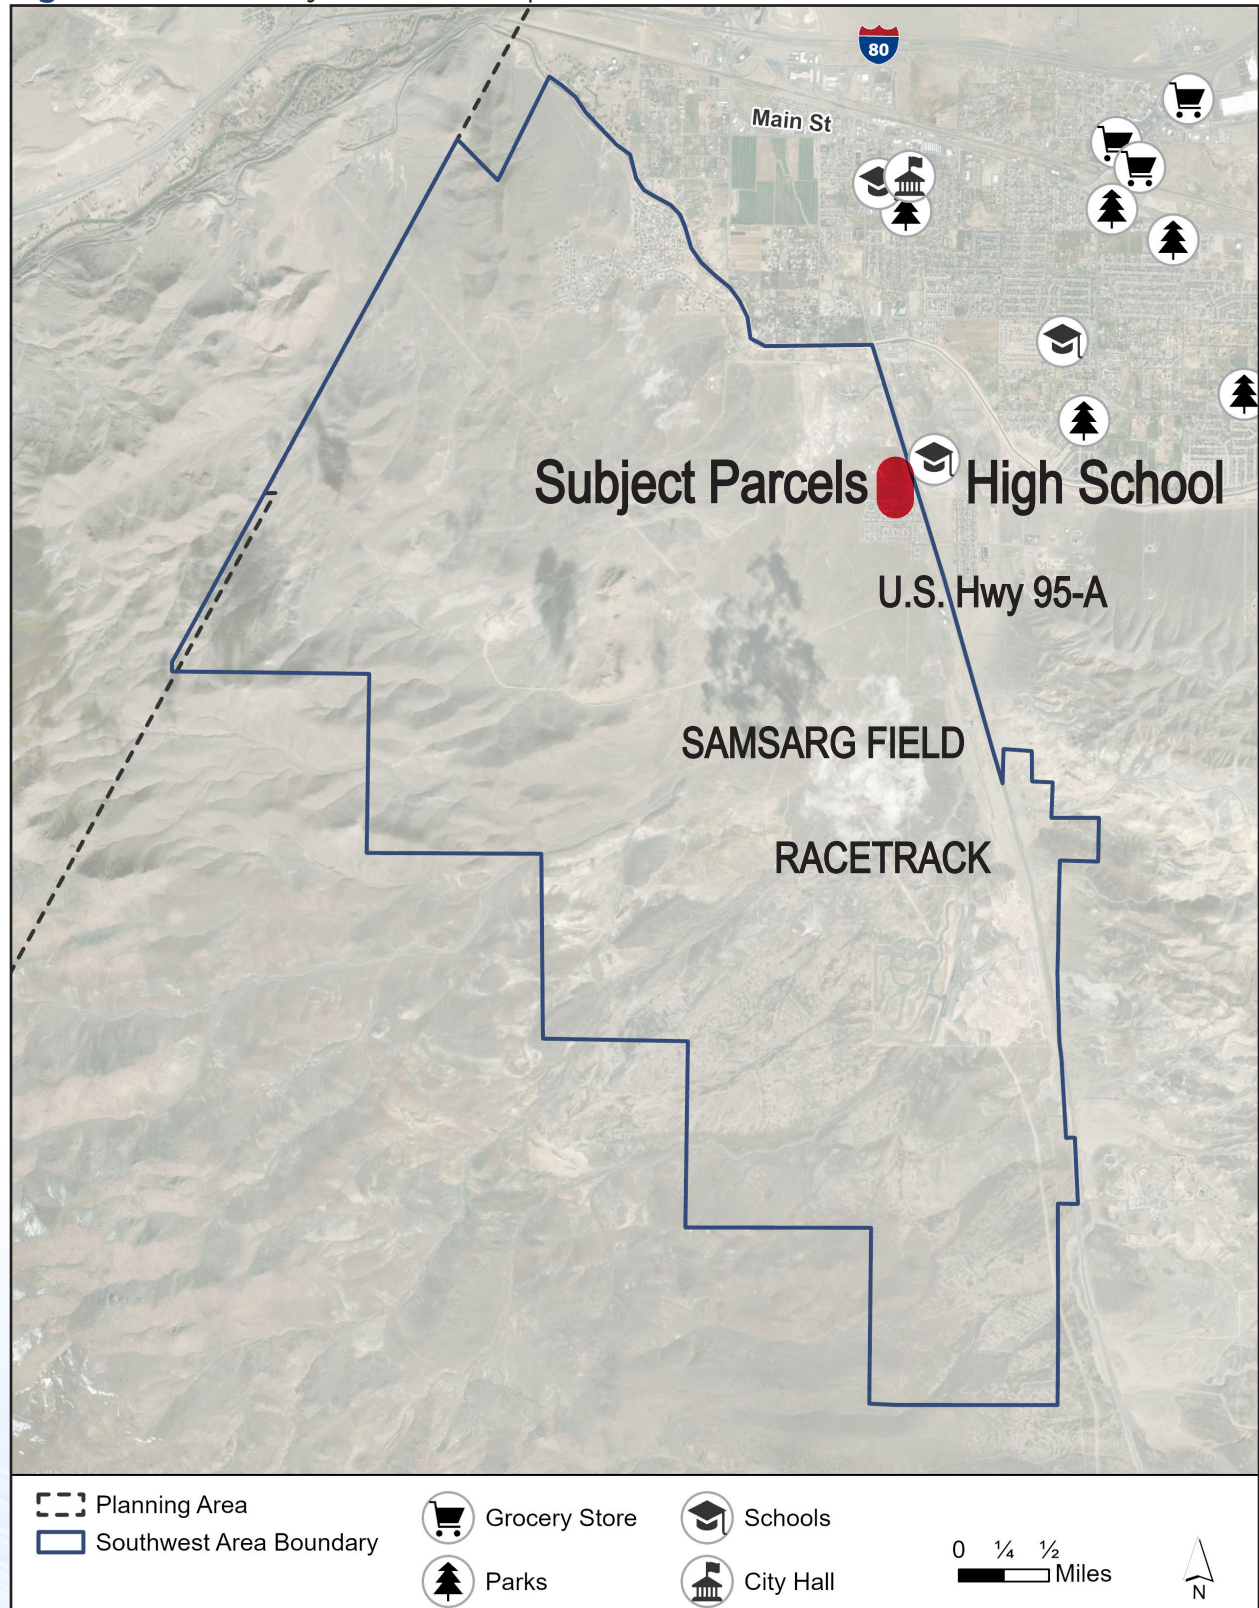 80
Main St
Subject Parcels
High School
U.S. Hwy 95-A
SAMSARG FIELD
RACETRACK
Planning Area
Southwest Area Boundary
Grocery Store
Parks
Schools
City Hall
0 ¼ ½
Miles
N